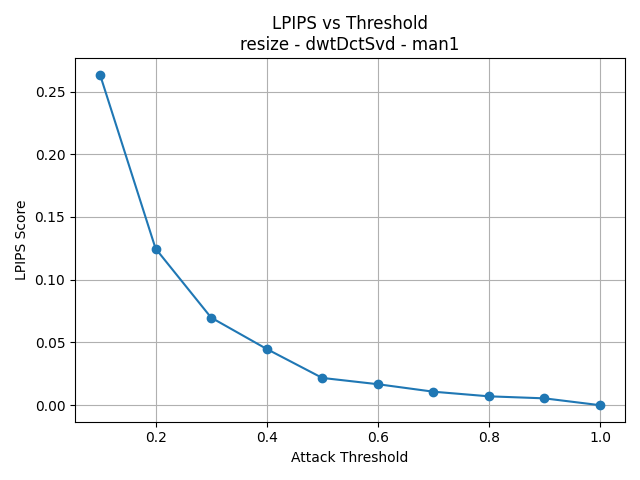 LPIPS vs Threshold
resize - dwtDctSvd - man1
0.25
0.20
0.15
0.10
0.05
0.00
LPIPS Score
0.2 0.4 0.6 0.8 1.0
Attack Threshold